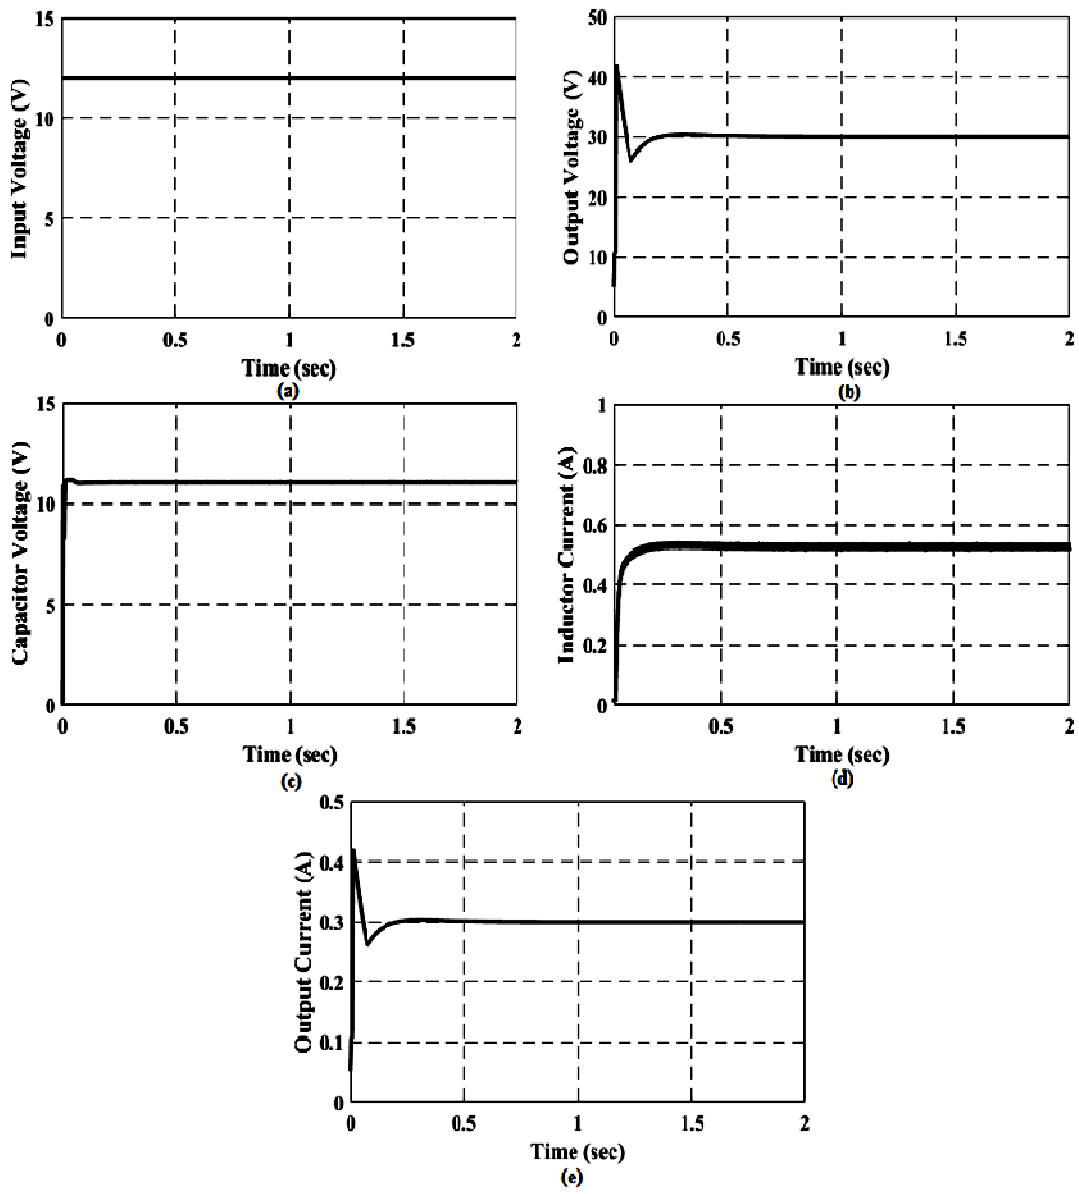 15
10
5
0
Input Voltage (V)
0 0.5 1 1.5 2
Time (sec)
(a)
50
40
30
20
10
0
Output Voltage (V)
0 0.5 1 1.5 2
Time (sec)
(b)
15
10
5
0
Capacitor Voltage (V)
0 0.5 1 1.5 2
Time (sec)
(c)
1
0.8
0.6
0.4
0.2
0
Inductor Current (A)
0.5 1 1.5 2
Time (sec)
(d)
0.5
0.4
0.3
0.2
0.1
0
Output Current (A)
0 0.5 1 1.5 2
Time (sec)
(e)